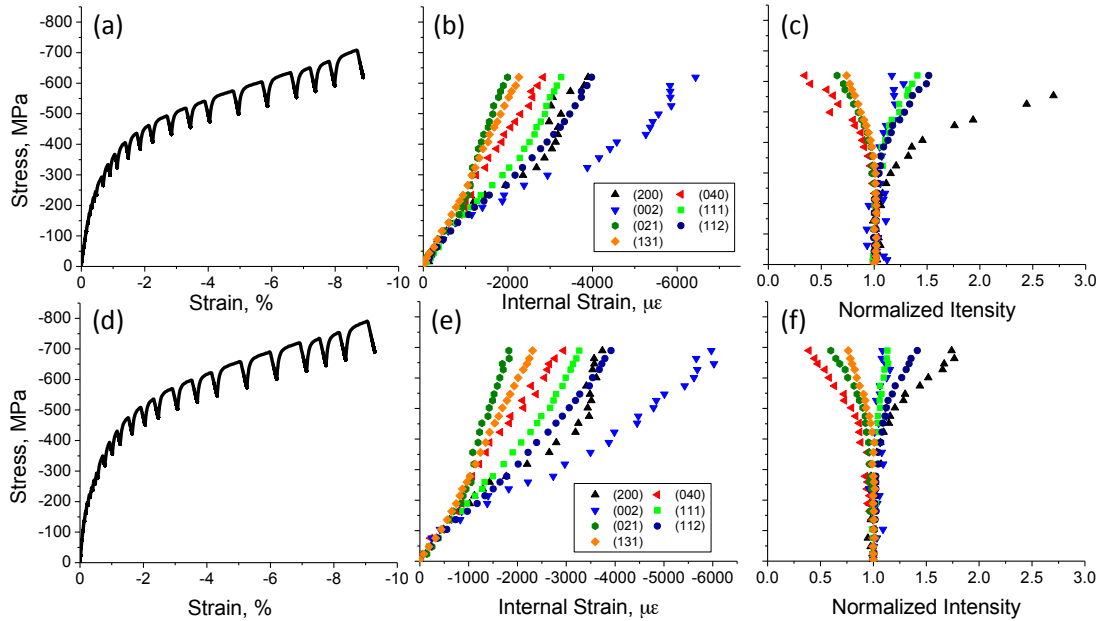 (a) (b) (c)
Stress, MPa
-800
-700
-600
-500
-400
-300
-200
-100
0
0 -2 -4 -6 -8 -10
Strain, %
(200) (040)
(002) (111)
(021) (112)
(131)
0 -2000 -4000 -6000
Internal Strain, με
0.0 0.5 1.0 1.5 2.0 2.5 3.0
Normalized Itensity
(d) (e) (f)
Stress, MPa
-800
-700
-600
-500
-400
-300
-200
-100
0
0 -2 -4 -6 -8 -10
Strain, %
(200) (040)
(002) (111)
(021) (112)
(131)
0 -1000 -2000 -3000 -4000 -5000 -6000
Internal Strain, με
0.0 0.5 1.0 1.5 2.0 2.5 3.0
Normalized Intensity